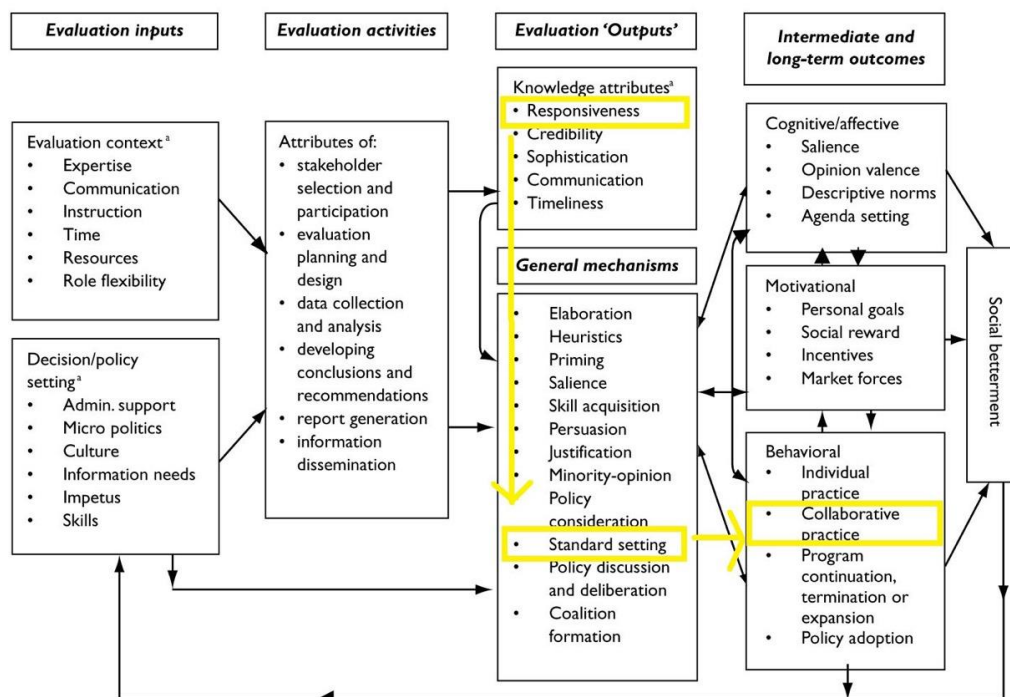 Evaluation inputs
Evaluation context a
• Expertise
• Communication
• Instruction
• Time
• Resources
• Role flexibility
Decision/policy
setting a
• Admin. support
• Micro politics
• Culture
• Information needs
• Impetus
• Skills
Evaluation activities
Attributes of:
• stakeholder
selection and
participation
• evaluation
planning and
design
• data collection
and analysis
• developing
conclusions and
recommendations
• report generation
• information
dissemination
Evaluation ‘Outputs’
Knowledge attributes a
• Responsiveness
• Credibility
• Sophistication
• Communication
• Timeliness
General mechanisms
• Elaboration
• Heuristics
• Priming
• Salience
• Skill acquisition
• Persuasion
• Justification
• Minority-opinion
Policy
consideration
• Standard setting
• Policy discussion
and deliberation
• Coalition
formation
Intermediate and
long-term outcomes
Cognitive/affective
• Salience
• Opinion valence
• Descriptive norms
• Agenda setting
Motivational
• Personal goals
• Social reward
• Incentives
• Market forces
Behavioral
• Individual
practice
• Collaborative
practice
• Program
continuation,
termination or
expansion
• Policy adoption
Social betterment